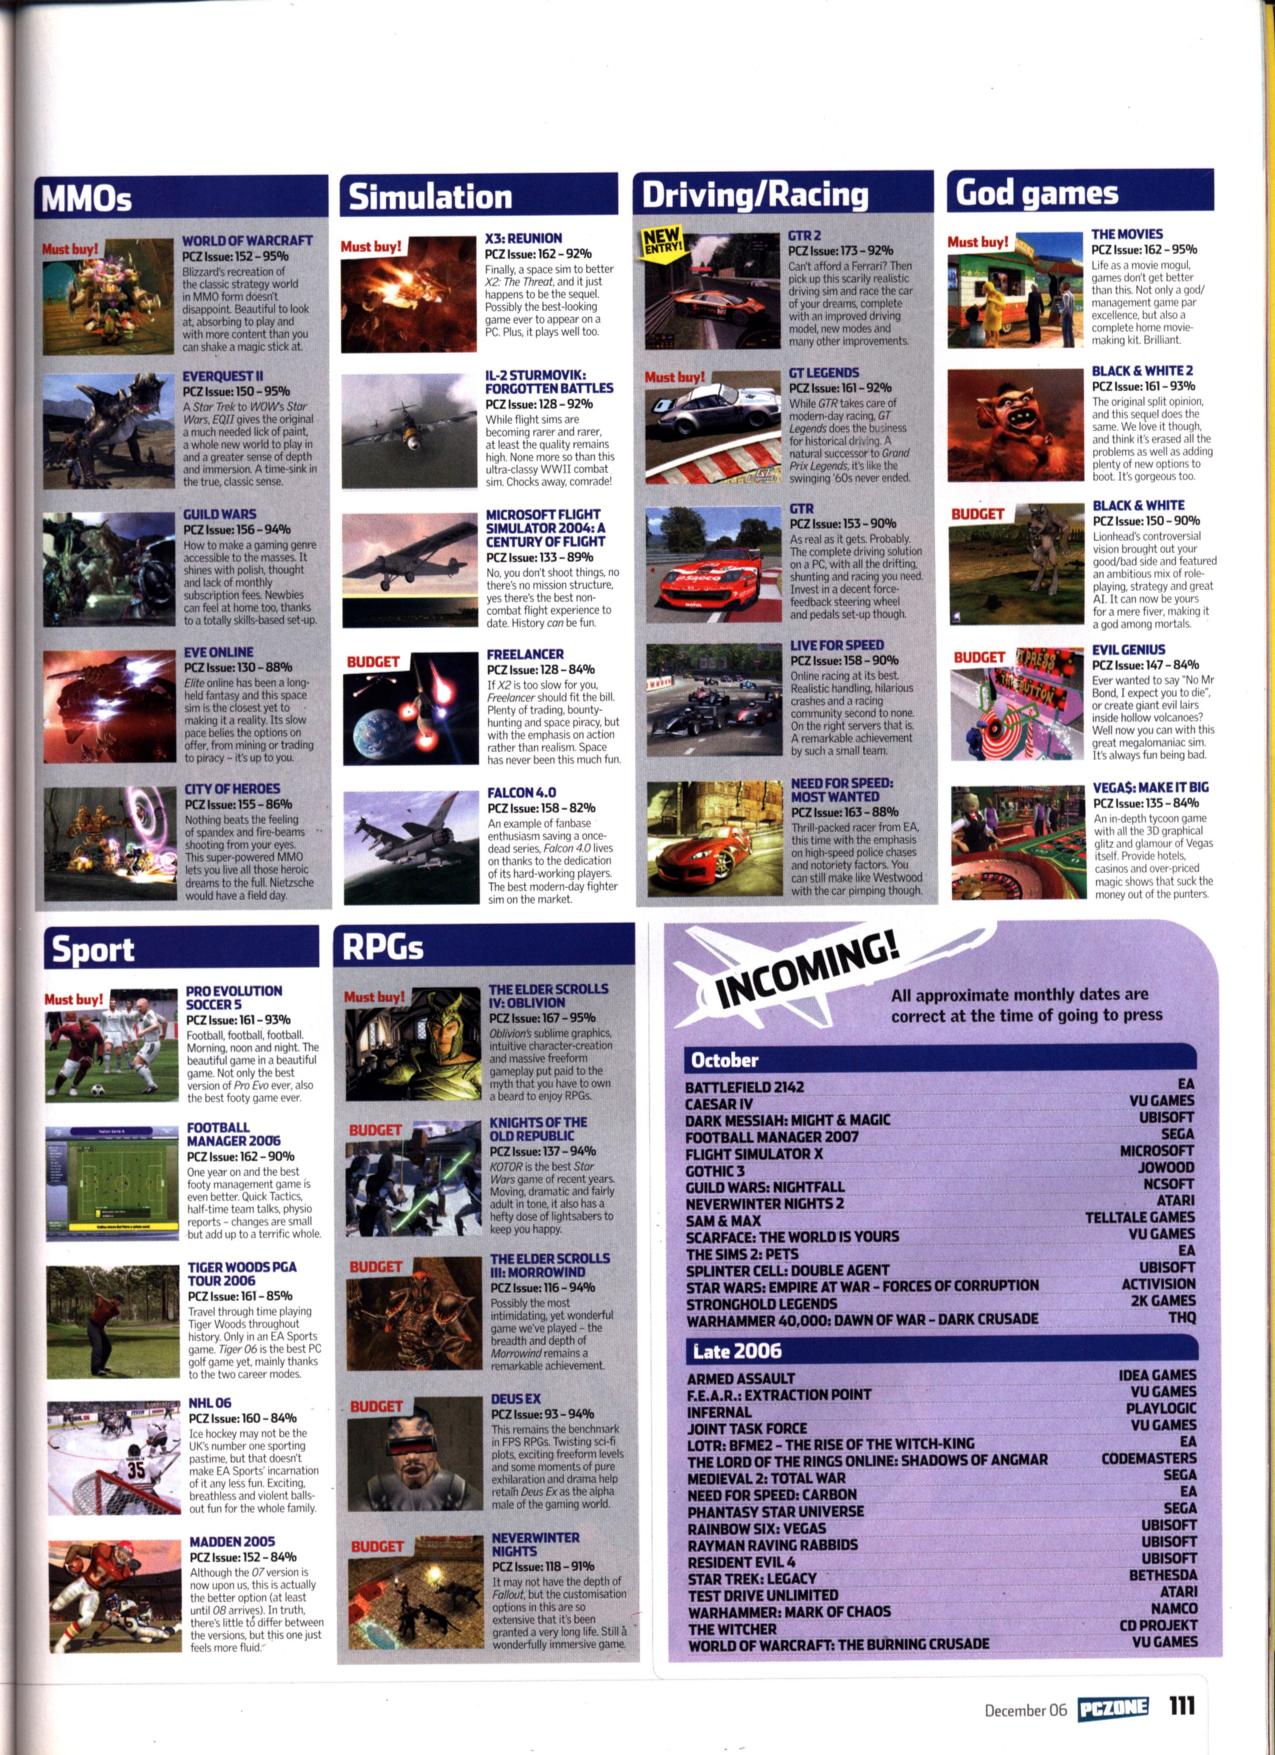 MMOs
Must buy!
WORLD OF WARCRAFT
PCZ Issue: 152 – 95%
Blizzard's recreation of
the classic strategy world
in MMO form doesn't
disappoint. Beautiful to look
at, absorbing to play and
with more content than you
can shake a magic stick at.
EVERQUEST II
PCZ Issue: 150 – 95%
A Star Trek to WOW's Star
Wars, EQII gives the original
a much needed lick of paint,
a whole new world to play in
and a greater sense of depth
and immersion. A time-sink in
the true, classic sense.
GUILD WARS
PCZ Issue: 156 – 94%
How to make a gaming genre
accessible to the masses. It
shines with polish, thought
and lack of monthly
subscription fees. Newbies
can feel at home too, thanks
to a totally skills-based set-up.
EVE ONLINE
PCZ Issue: 130 – 88%
Elite online has been a long-
held fantasy and this space
sim is the closest yet to
making it a reality. Its slow
pace belies the options on
offer, from mining or trading
to piracy – it's up to you.
CITY OF HEROES
PCZ Issue: 155 – 86%
Nothing beats the feeling
of spandex and fire-beams
shooting from your eyes.
This super-powered MMO
lets you live all those heroic
dreams to the full. Nietzsche
would have a field day.
Simulation
Must buy!
X3: REUNION
PCZ Issue: 162 – 92%
Finally, a space sim to better
X2: The Threat, and it just
happens to be the sequel.
Possibly the best-looking
game ever to appear on a
PC. Plus, it plays well too.
IL-2 STURMOVIK:
FORGOTTEN BATTLES
PCZ Issue: 128 – 92%
While flight sims are
becoming rarer and rarer,
at least the quality remains
high. None more so than this
ultra-classy WWII combat
sim. Chocks away, comrade!
MICROSOFT FLIGHT
SIMULATOR 2004: A
CENTURY OF FLIGHT
PCZ Issue: 133 – 89%
No, you don't shoot things, no
there's no mission structure,
yes there's the best non-
combat flight experience to
date. History can be fun.
BUDGET
FREELANCER
PCZ Issue: 128 – 84%
If X2 is too slow for you,
Freelancer should fit the bill.
Plenty of trading, bounty-
hunting and space piracy, but
with the emphasis on action
rather than realism. Space
has never been this much fun.
FALCON 4.0
PCZ Issue: 158 – 82%
An example of fanbase
enthusiasm saving a once-
dead series, Falcon 4.0 lives
on thanks to the dedication
of its hard-working players.
The best modern-day fighter
sim on the market.
Driving/Racing
NEW
ENTRY!
GTR 2
PCZ Issue: 173 – 92%
Can't afford a Ferrari? Then
pick up this scarily realistic
driving sim and race the car
of your dreams, complete
with an improved driving
model, new modes and
many other improvements.
Must buy!
GT LEGENDS
PCZ Issue: 161 – 92%
While GTR takes care of
modern-day racing, GT
Legends does the business
for historical driving. A
natural successor to Grand
Prix Legends, it's like the
swinging '60s never ended.
GTR
PCZ Issue: 153 – 90%
As real as it gets. Probably.
The complete driving solution
on a PC, with all the drifting,
shunting and racing you need.
Invest in a decent force-
feedback steering wheel
and pedals set-up though.
LIVE FOR SPEED
PCZ Issue: 158 – 90%
Online racing at its best.
Realistic handling, hilarious
crashes and a racing
community second to none.
On the right servers that is.
A remarkable achievement
by such a small team.
NEED FOR SPEED:
MOST WANTED
PCZ Issue: 163 – 88%
Thrill-packed racer from EA,
this time with the emphasis
on high-speed police chases
and notoriety factors. You
can still make like Westwood
with the car pimping though.
God games
Must buy!
THE MOVIES
PCZ Issue: 162 – 95%
Life as a movie mogul,
games don't get better
than this. Not only a god/
management game par
excellence, but also a
complete home movie-
making kit. Brilliant.
BLACK & WHITE 2
PCZ Issue: 161 – 93%
The original split opinion,
and this sequel does the
same. We love it though,
and think it's erased all the
problems as well as adding
plenty of new options to
boot. It's gorgeous too.
BUDGET
BLACK & WHITE
PCZ Issue: 150 – 90%
Lionhead's controversial
vision brought out your
good/bad side and featured
an ambitious mix of role-
playing, strategy and great
AI. It can now be yours
for a mere fiver, making it
a god among mortals.
BUDGET
EVIL GENIUS
PCZ Issue: 147 – 84%
Ever wanted to say "No Mr
Bond, I expect you to die",
or create giant evil lairs
inside hollow volcanoes?
Well now you can with this
great megalomaniac sim.
It's always fun being bad.
VEGA$: MAKE IT BIG
PCZ Issue: 135 – 84%
An in-depth tycoon game
with all the 3D graphical
glitz and glamour of Vegas
itself. Provide hotels,
casinos and over-priced
magic shows that suck the
money out of the punters.
Sport
Must buy!
PRO EVOLUTION
SOCCER 5
PCZ Issue: 161 – 93%
Football, football, football.
Morning, noon and night. The
beautiful game in a beautiful
game. Not only the best
version of Pro Evo ever, also
the best footy game ever.
FOOTBALL
MANAGER 2006
PCZ Issue: 162 – 90%
One year on and the best
footy management game is
even better. Quick Tactics,
half-time team talks, physio
reports – changes are small
but add up to a terrific whole.
TIGER WOODS PGA
TOUR 2006
PCZ Issue: 161 – 85%
Travel through time playing
Tiger Woods throughout
history. Only in an EA Sports
game. Tiger 06 is the best PC
golf game yet, mainly thanks
to the two career modes.
35
NHL 06
PCZ Issue: 160 – 84%
Ice hockey may not be the
UK's number one sporting
pastime, but that doesn't
make EA Sports' incarnation
of it any less fun. Exciting,
breathless and violent balls-
out fun for the whole family.
MADDEN 2005
PCZ Issue: 152 – 84%
Although the 07 version is
now upon us, this is actually
the better option (at least
until 08 arrives). In truth,
there's little to differ between
the versions, but this one just
feels more fluid.
RPGs
Must buy!
THE ELDER SCROLLS
IV: OBLIVION
PCZ Issue: 167 – 95%
Oblivion's sublime graphics,
intuitive character-creation
and massive freeform
gameplay put paid to the
myth that you have to own
a beard to enjoy RPGs.
BUDGET
KNIGHTS OF THE
OLD REPUBLIC
PCZ Issue: 137 – 94%
KOTOR is the best Star
Wars game of recent years.
Moving, dramatic and fairly
adult in tone, it also has a
hefty dose of lightsabers to
keep you happy.
BUDGET
THE ELDER SCROLLS
III: MORROWIND
PCZ Issue: 116 – 94%
Possibly the most
intimidating, yet wonderful
game we've played – the
breadth and depth of
Morrowind remains a
remarkable achievement.
BUDGET
DEUS EX
PCZ Issue: 93 – 94%
This remains the benchmark
in FPS RPGs. Twisting sci-fi
plots, exciting freeform levels
and some moments of pure
exhilaration and drama help
retain Deus Ex as the alpha
male of the gaming world.
BUDGET
NEVERWINTER
NIGHTS
PCZ Issue: 118 – 91%
It may not have the depth of
Fallout, but the customisation
options in this are so
extensive that it's been
granted a very long life. Still a
wonderfully immersive game.
INCOMING!
All approximate monthly dates are
correct at the time of going to press
October
BATTLEFIELD 2142 EA
CAESAR IV VU GAMES
DARK MESSIAH: MIGHT & MAGIC UBISOFT
FOOTBALL MANAGER 2007 SEGA
FLIGHT SIMULATOR X MICROSOFT
GOTHIC 3 JOWOOD
GUILD WARS: NIGHTFALL NCSOFT
NEVERWINTER NIGHTS 2 ATARI
SAM & MAX TELLTALE GAMES
SCARFACE: THE WORLD IS YOURS VU GAMES
THE SIMS 2: PETS EA
SPLINTER CELL: DOUBLE AGENT UBISOFT
STAR WARS: EMPIRE AT WAR – FORCES OF CORRUPTION ACTIVISION
STRONGHOLD LEGENDS 2K GAMES
WARHAMMER 40,000: DAWN OF WAR – DARK CRUSADE THQ
Late 2006
ARMED ASSAULT IDEA GAMES
F.E.A.R.: EXTRACTION POINT VU GAMES
INFERNAL PLAYLOGIC
JOINT TASK FORCE VU GAMES
LOTR: BFME2 – THE RISE OF THE WITCH-KING EA
THE LORD OF THE RINGS ONLINE: SHADOWS OF ANGMAR CODEMASTERS
MEDIEVAL 2: TOTAL WAR SEGA
NEED FOR SPEED: CARBON EA
PHANTASY STAR UNIVERSE SEGA
RAINBOW SIX: VEGAS UBISOFT
RAYMAN RAVING RABBIDS UBISOFT
RESIDENT EVIL 4 UBISOFT
STAR TREK: LEGACY BETHESDA
TEST DRIVE UNLIMITED ATARI
WARHAMMER: MARK OF CHAOS NAMCO
THE WITCHER CD PROJEKT
WORLD OF WARCRAFT: THE BURNING CRUSADE VU GAMES
December 06 PCZONE 111